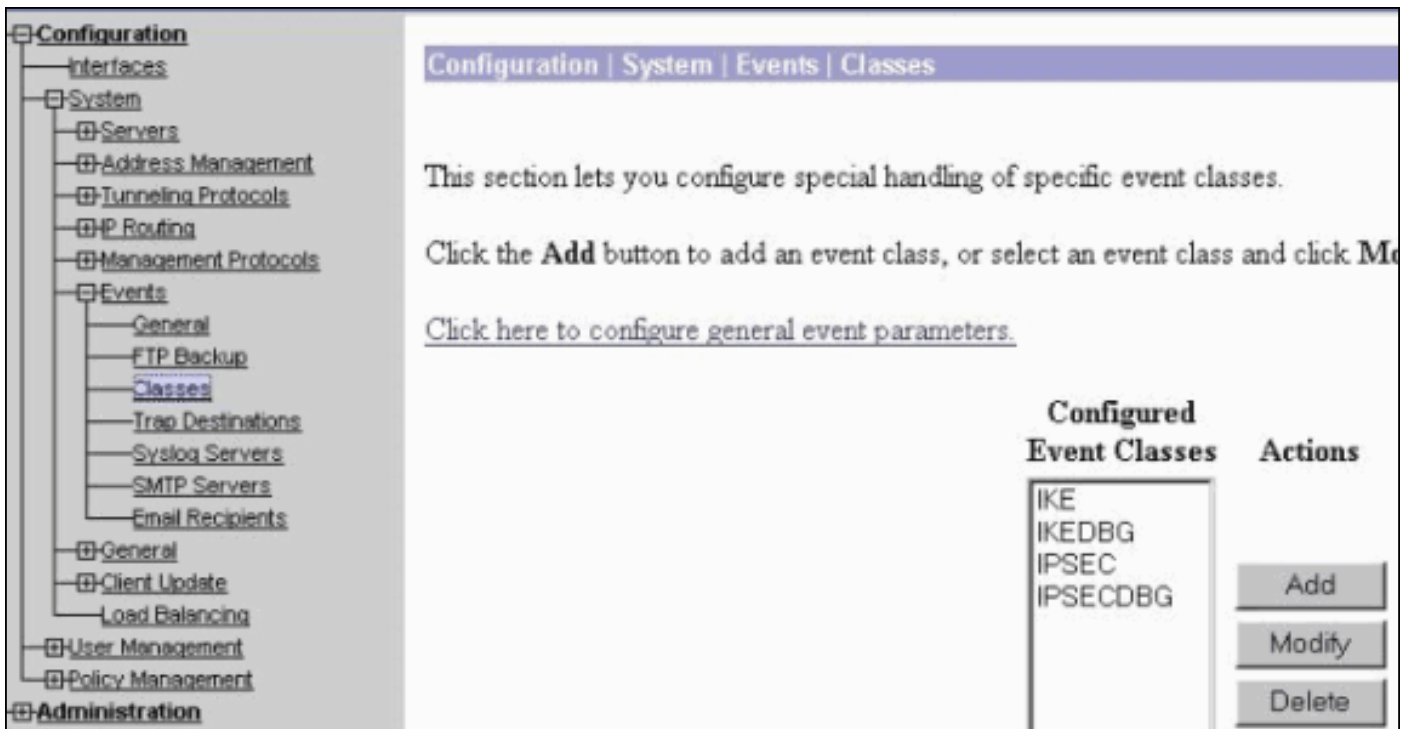 Configuration
Interfaces
System
Servers
Address Management
Tunneling Protocols
IP Routing
Management Protocols
Events
General
FTP Backup
Classes
Trap Destinations
Syslog Servers
SMTP Servers
Email Recipients
General
Client Update
Load Balancing
User Management
Policy Management
Administration
Configuration | System | Events | Classes
This section lets you configure special handling of specific event classes.
Click the Add button to add an event class, or select an event class and click Mo
Click here to configure general event parameters.
Configured
Event Classes Actions
IKE
IKEDBG
IPSEC
IPSECDBG
Add
Modify
Delete